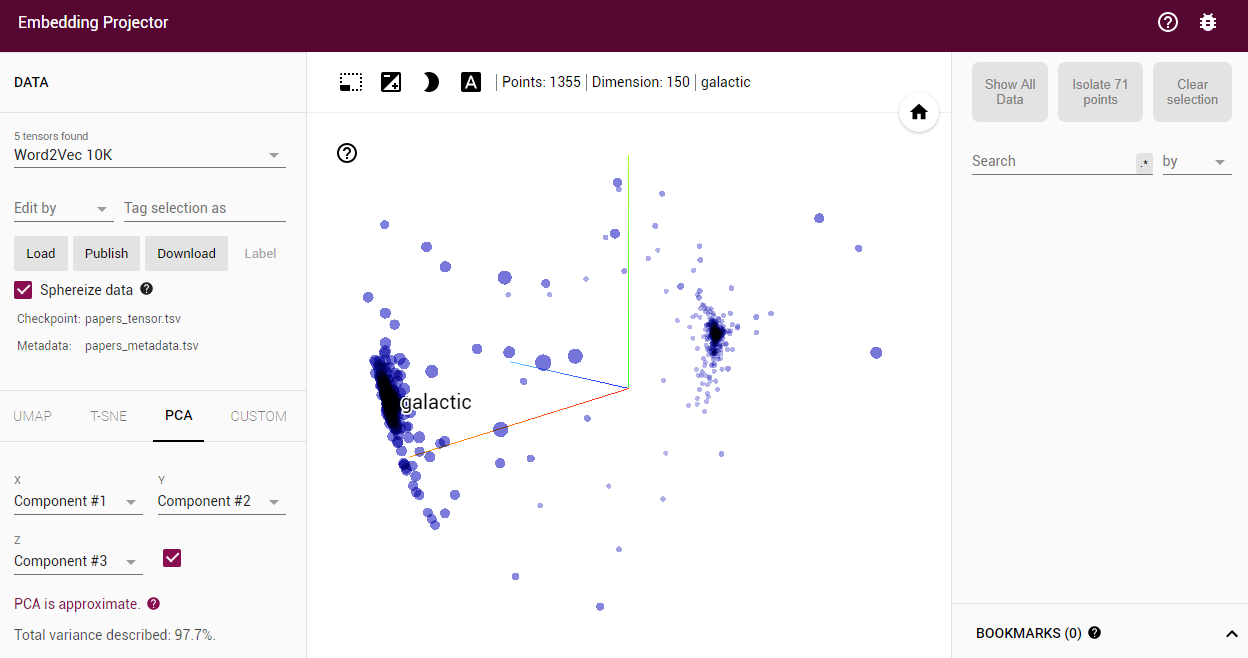 Embedding Projector
DATA
5 tensors found
Word2Vec 10K
Edit by
Tag selection as
Load
Publish
Download
Label
Sphereize data
Checkpoint: papers_tensor.tsv
Metadata: papers_metadata.tsv
UMAP
T-SNE
PCA
CUSTOM
X
Y
Component #1
Component #2
Z
Component #3
PCA is approximate.
Total variance described: 97.7%.
A
Points: 1355 | Dimension: 150 | galactic
galactic
Show All
Data
Isolate 71
points
Clear
selection
Search
.*
by
BOOKMARKS (0)